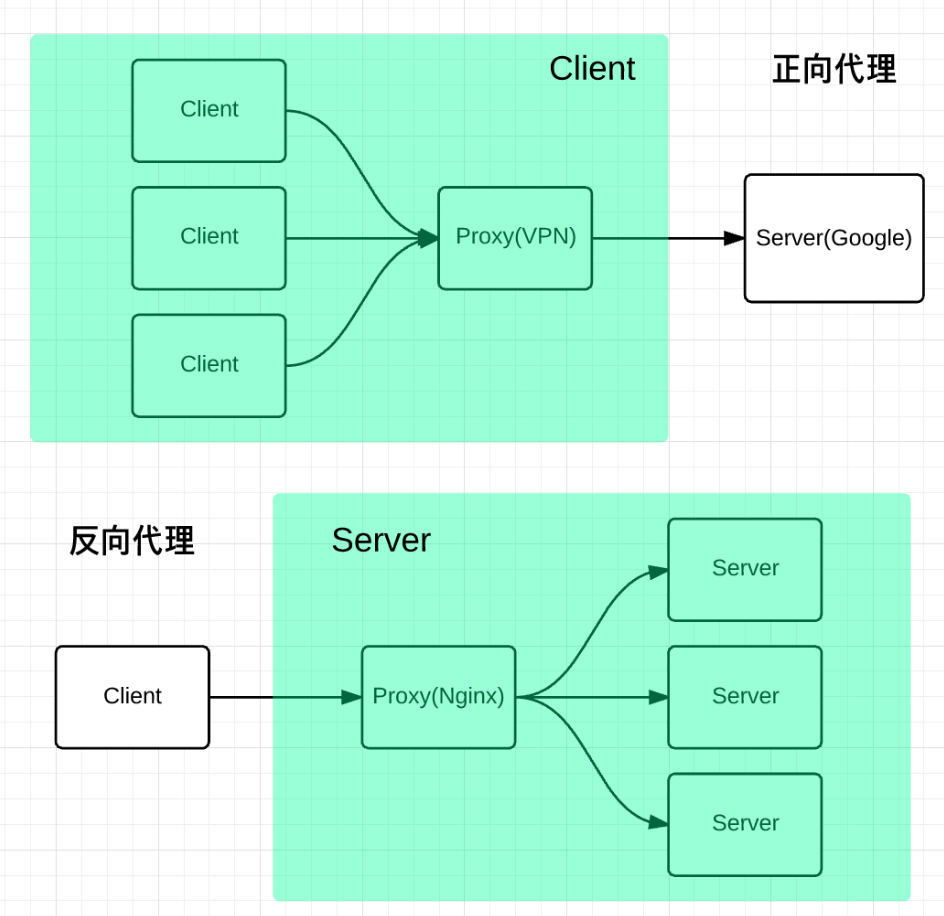 Client
正向代理
Client
Client
Proxy(VPN)
Server(Google)
Client
反向代理
Server
Server
Client
Proxy(Nginx)
Server
Server